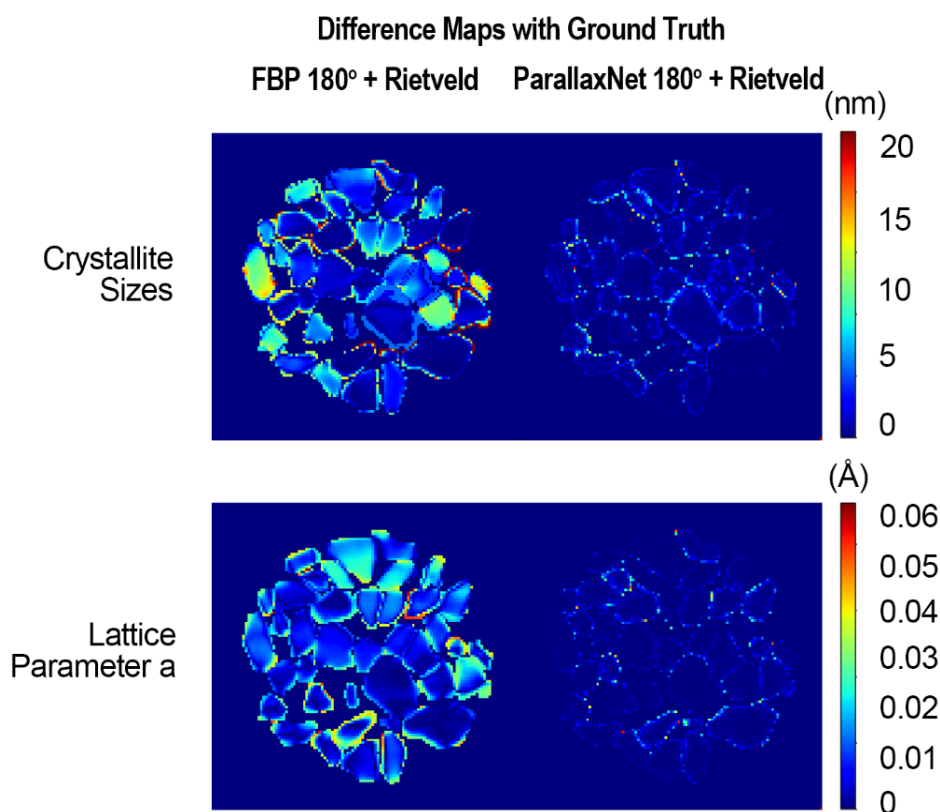 Difference Maps with Ground Truth
FBP 180° + Rietveld ParallaxNet 180° + Rietveld
(nm)
Crystallite
Sizes
20
15
10
5
0
(Å)
Lattice
Parameter a
0.06
0.05
0.04
0.03
0.02
0.01
0